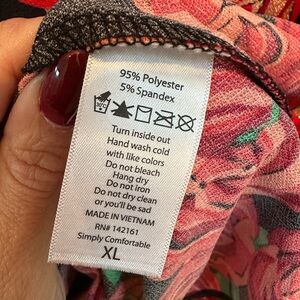 95% Polyester
5% Spandex
Turn inside out
Hand wash cold
with like colors
Do not bleach
Hang dry
Do not iron
Do not dry clean
or you'll be sad
MADE IN VIETNAM
RN# 142161
Simply Comfortable
XL